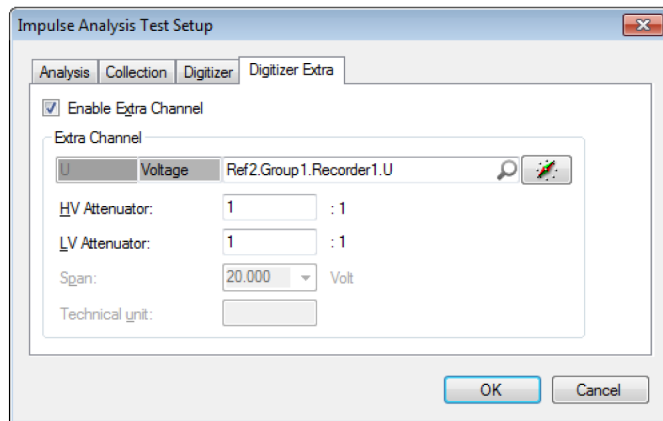 Impulse Analysis Test Setup
Analysis Collection Digitizer Digitizer Extra
Enable Extra Channel
Extra Channel
U Voltage Ref2.Group1.Recorder1.U
HV Attenuator: 1 : 1
LV Attenuator: 1 : 1
Span: 20.000 Volt
Technical unit:
OK Cancel